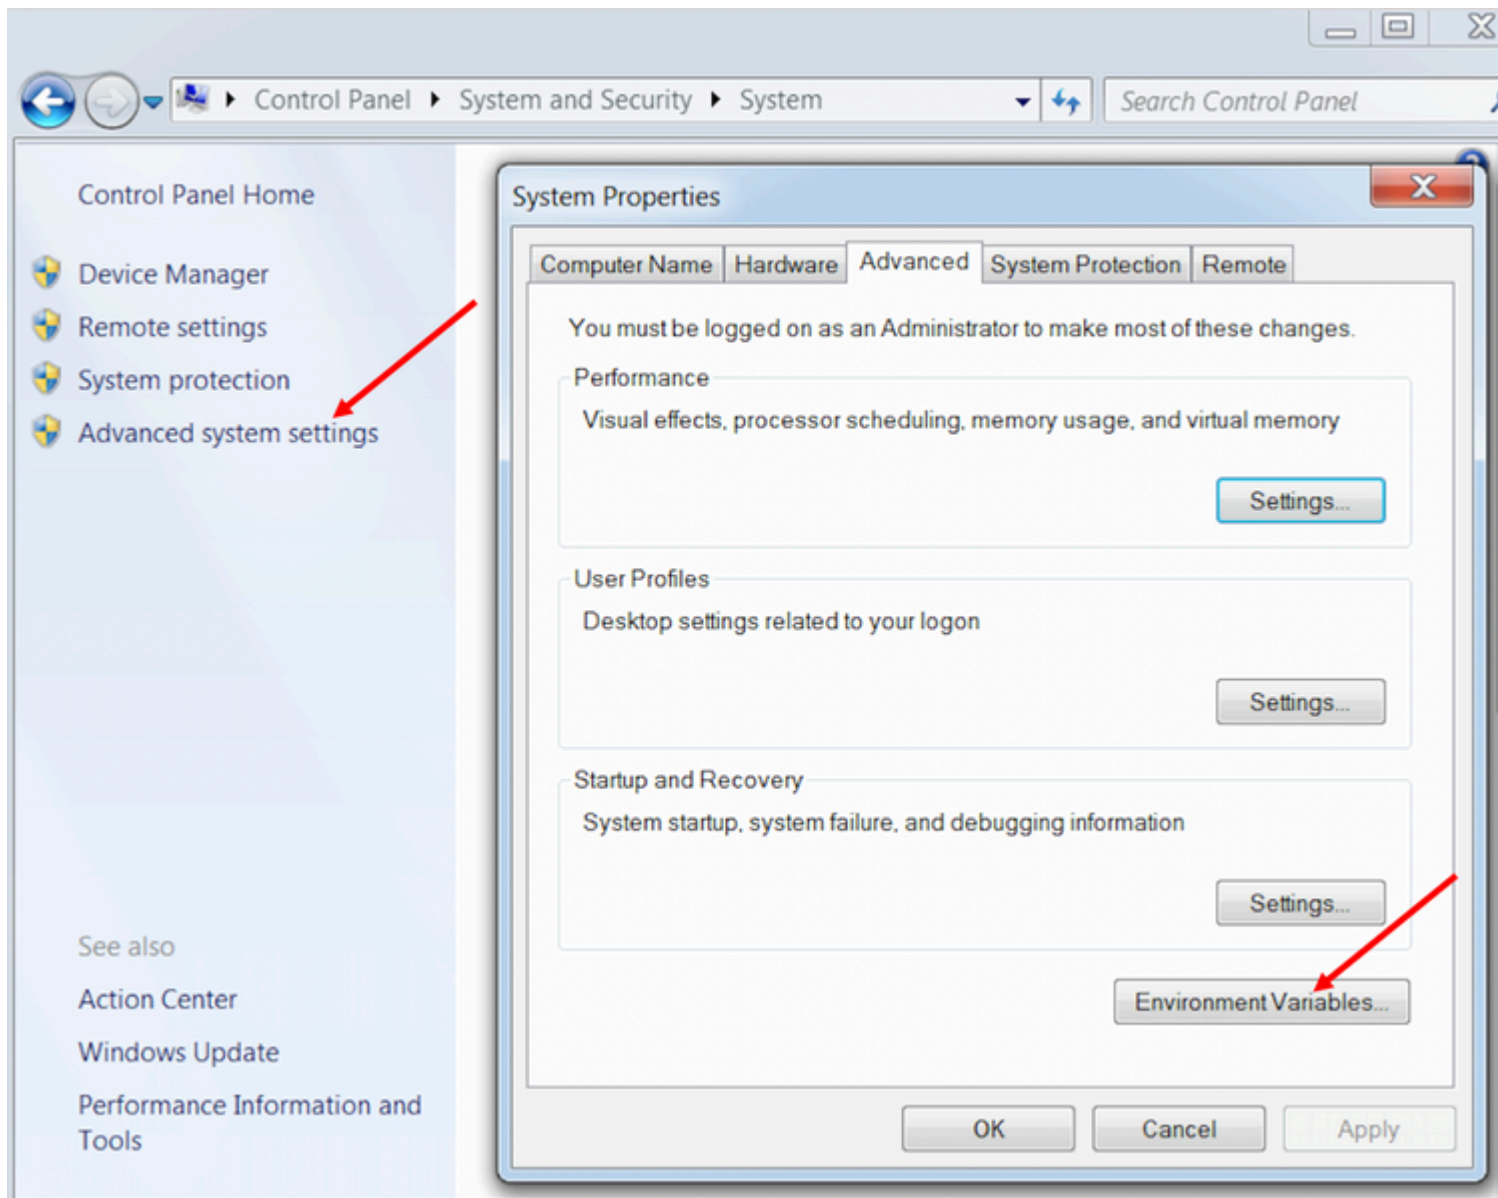 Control Panel System and Security System
Search Control Panel
Control Panel Home
Device Manager
Remote settings
System protection
Advanced system settings
See also
Action Center
Windows Update
Performance Information and
Tools
System Properties
Computer Name Hardware Advanced System Protection Remote
You must be logged on as an Administrator to make most of these changes.
Performance
Visual effects, processor scheduling, memory usage, and virtual memory
Settings...
User Profiles
Desktop settings related to your logon
Settings...
Startup and Recovery
System startup, system failure, and debugging information
Settings...
Environment Variables...
OK Cancel Apply